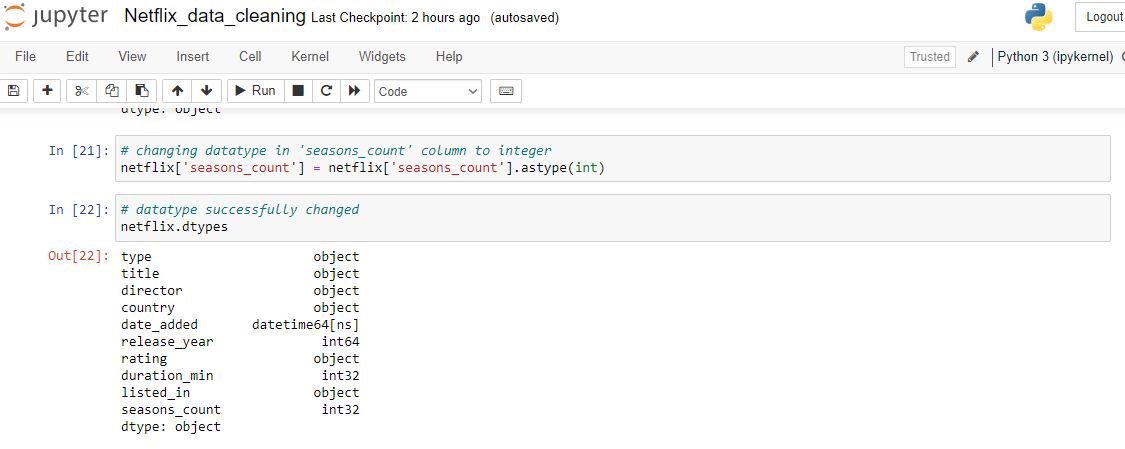 jupyter Netflix_data_cleaning Last Checkpoint: 2 hours ago (autosaved) Logout
File Edit View Insert Cell Kernel Widgets Help Trusted Python 3 (ipykernel)
Run Code
dtype: object
In [21]: # changing datatype in 'seasons_count' column to integer
netflix['seasons_count'] = netflix['seasons_count'].astype(int)
In [22]: # datatype successfully changed
netflix.dtypes
Out[22]: type object
title object
director object
country object
date_added datetime64[ns]
release_year int64
rating object
duration_min int32
listed_in object
seasons_count int32
dtype: object